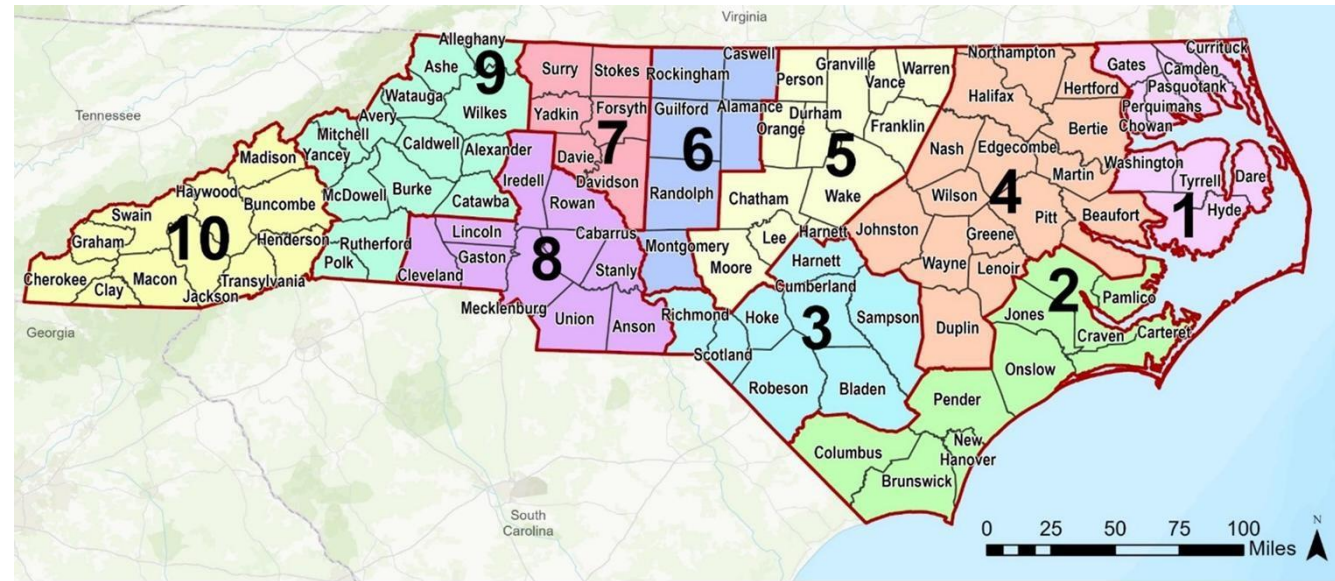 Virginia
Tennessee
Georgia
South
Carolina
Alleghany
Ashe
9
Watauga
Wilkes
Avery
Mitchell
Caldwell
Alexander
Yancey
McDowell
Burke
Catawba
Rutherford
Polk
Madison
Haywood
Buncombe
Swain
10
Henderson
Graham
Cherokee
Macon
Transylvania
Clay
Jackson
Surry
Stokes
Yadkin
Forsyth
7
Davie
Davidson
Iredell
Rowan
Lincoln
Cabarrus
Gaston
8
Stanly
Cleveland
Mecklenburg
Union
Anson
Caswell
Rockingham
Guilford
Alamance
6
Randolph
Montgomery
Granville
Person
Vance
Warren
Durham
Orange
Franklin
5
Chatham
Wake
Lee
Harnett
Moore
Harnett
Cumberland
Richmond
Hoke
3
Sampson
Scotland
Robeson
Bladen
Northampton
Hertford
Halifax
Bertie
Nash
Edgecombe
Martin
Wilson
4
Pitt
Beaufort
Johnston
Greene
Wayne
Lenoir
Duplin
Currituck
Gates
Camden
Pasquotank
Perquimans
Chowan
Washington
Tyrrell
Dare
1
Hyde
2
Pamlico
Jones
Craven
Carteret
Onslow
Pender
New
Hanover
Columbus
Brunswick
0 25 50 75 100
Miles
N